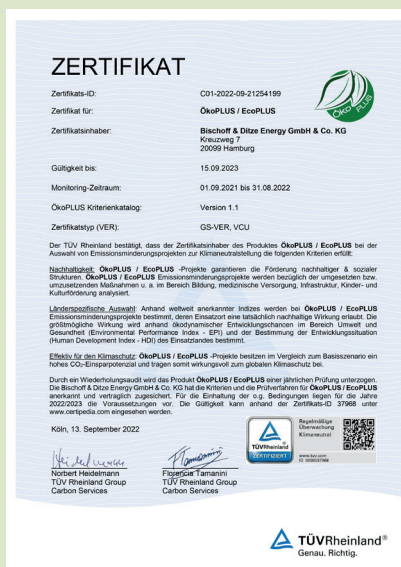 ZERTIFIKAT
Zertifikats-ID: C01-2022-09-21254199
Zertifikat für: ÖkoPLUS / EcoPLUS
ÖKO PLUS
Zertifikatsinhaber: Bischoff & Ditze Energy GmbH & Co. KG
Kreuzweg 7
20099 Hamburg
Gültigkeit bis: 15.09.2023
Monitoring-Zeitraum: 01.09.2021 bis 31.08.2022
ÖkoPLUS Kriterienkatalog: Version 1.1
Zertifikatstyp (VER): GS-VER, VCU
Der TÜV Rheinland bestätigt, dass der Zertifikatsinhaber des Produktes ÖkoPLUS / EcoPLUS bei der
Auswahl von Emissionsminderungsprojekten zur Klimaneutralstellung die folgenden Kriterien erfüllt:
Nachhaltigkeit: ÖkoPLUS / EcoPLUS -Projekte garantieren die Förderung nachhaltiger & sozialer
Strukturen. ÖkoPLUS / EcoPLUS Emissionsminderungsprojekte werden bezüglich der umgesetzten bzw.
umzusetzenden Maßnahmen u. a. im Bereich Bildung, medizinische Versorgung, Infrastruktur, Kinder- und
Kulturförderung analysiert.
Länderspezifische Auswahl: Anhand weltweit anerkannter Indizes werden bei ÖkoPLUS / EcoPLUS
Emissionsminderungsprojekte bestimmt, deren Einsatzort eine tatsächlich nachhaltige Wirkung erlaubt. Die
größtmögliche Wirkung wird anhand ökodynamischer Entwicklungschancen im Bereich Umwelt und
Gesundheit (Environmental Performance Index - EPI) und der Bestimmung der Entwicklungssituation
(Human Development Index - HDI) des Einsatzlandes bestimmt.
Effektiv für den Klimaschutz: ÖkoPLUS / EcoPLUS -Projekte besitzen im Vergleich zum Basisszenario ein
hohes CO₂-Einsparpotenzial und tragen somit wirkungsvoll zum globalen Klimaschutz bei.
Durch ein Wiederholungsaudit wird das Produkt ÖkoPLUS / EcoPLUS einer jährlichen Prüfung unterzogen.
Die Bischoff & Ditze Energy GmbH & Co. KG hat die Kriterien und die Prüfverfahren für ÖkoPLUS / EcoPLUS
anerkannt und vertraglich zugesichert. Für die Einhaltung der o.g. Bedingungen liegen für die Jahre
2022/2023 die Voraussetzungen vor. Die Gültigkeit kann anhand der Zertifikats-ID 37968 unter
www.certipedia.com eingesehen werden.
Köln, 13. September 2022
Norbert Heidelmann
TÜV Rheinland Group
Carbon Services
Florencia Tamanini
TÜV Rheinland Group
Carbon Services
TÜVRheinland
ZERTIFIZIERT
Regelmäßige
Überwachung
Klimaneutral
www.tuv.com
TÜVRheinland®
Genau. Richtig.